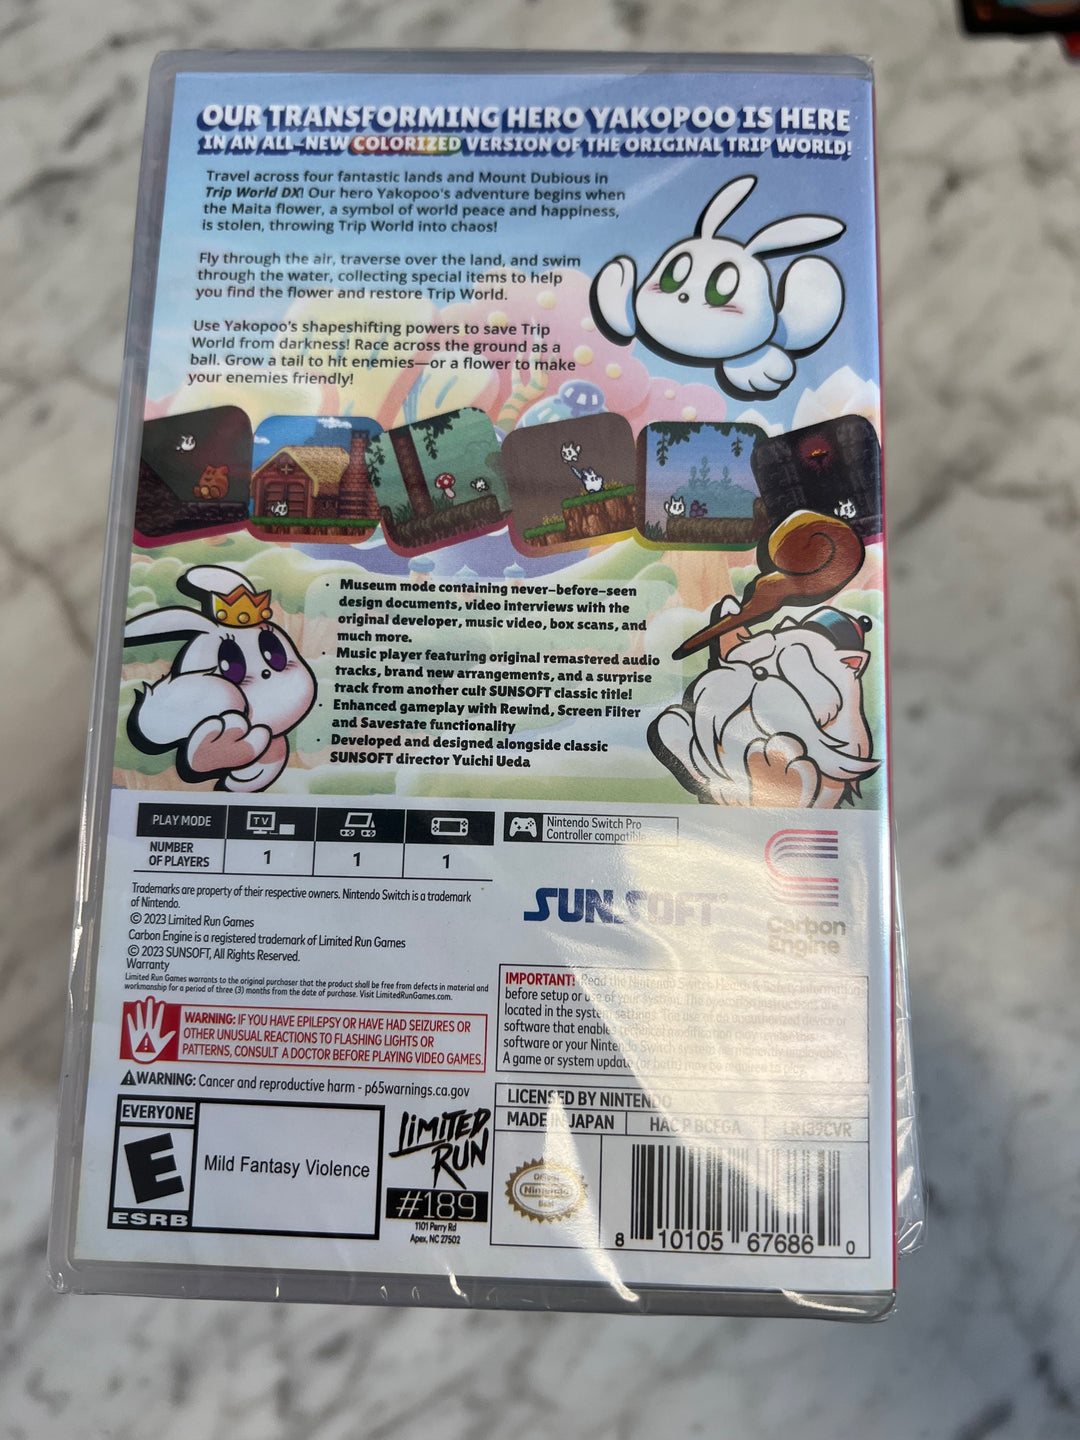 OUR TRANSFORMING HERO YAKOPOO IS HERE
IN AN ALL-NEW COLORIZED VERSION OF THE ORIGINAL TRIP WORLD!
Travel across four fantastic lands and Mount Dubious in
Trip World DX! Our hero Yakopoo's adventure begins when
the Maita flower, a symbol of world peace and happiness,
is stolen, throwing Trip World into chaos!
Fly through the air, traverse over the land, and swim
through the water, collecting special items to help
you find the flower and restore Trip World.
Use Yakopoo's shapeshifting powers to save Trip
World from darkness! Race across the ground as a
ball. Grow a tail to hit enemies—or a flower to make
your enemies friendly!
· Museum mode containing never-before-seen
design documents, video interviews with the
original developer, music video, box scans, and
much more.
· Music player featuring original remastered audio
tracks, brand new arrangements, and a surprise
track from another cult SUNSOFT classic title!
· Enhanced gameplay with Rewind, Screen Filter
and Savestate functionality
· Developed and designed alongside classic
SUNSOFT director Yuichi Ueda
PLAY MODE
TV
NUMBER
OF PLAYERS
1
1
1
Nintendo Switch Pro
Controller compatible
Trademarks are property of their respective owners. Nintendo Switch is a trademark
of Nintendo.
© 2023 Limited Run Games
Carbon Engine is a registered trademark of Limited Run Games
© 2023 SUNSOFT, All Rights Reserved.
Warranty
Limited Run Games warrants to the original purchaser that the product shall be free from defects in material and
workmanship for a period of three (3) months from the date of purchase. Visit LimitedRunGames.com.
SUNSOFT®
Carbon
Engine
WARNING: IF YOU HAVE EPILEPSY OR HAVE HAD SEIZURES OR
OTHER UNUSUAL REACTIONS TO FLASHING LIGHTS OR
PATTERNS, CONSULT A DOCTOR BEFORE PLAYING VIDEO GAMES.
WARNING: Cancer and reproductive harm - p65warnings.ca.gov
IMPORTANT! Read the
before setup or use of your system.
located in the system settings.
software that enables
software or your Nintendo Switch
A game or system update (or both) may be required to play.
EVERYONE
E
ESRB
Mild Fantasy Violence
LIMITED
RUN
#189
1101 Perry Rd
Apex, NC 27502
LICENSED BY NINTENDO
MADE IN JAPAN
HAC P BCFGA
LR139CVR
Official
Nintendo
Seal
8 10105 67686 0